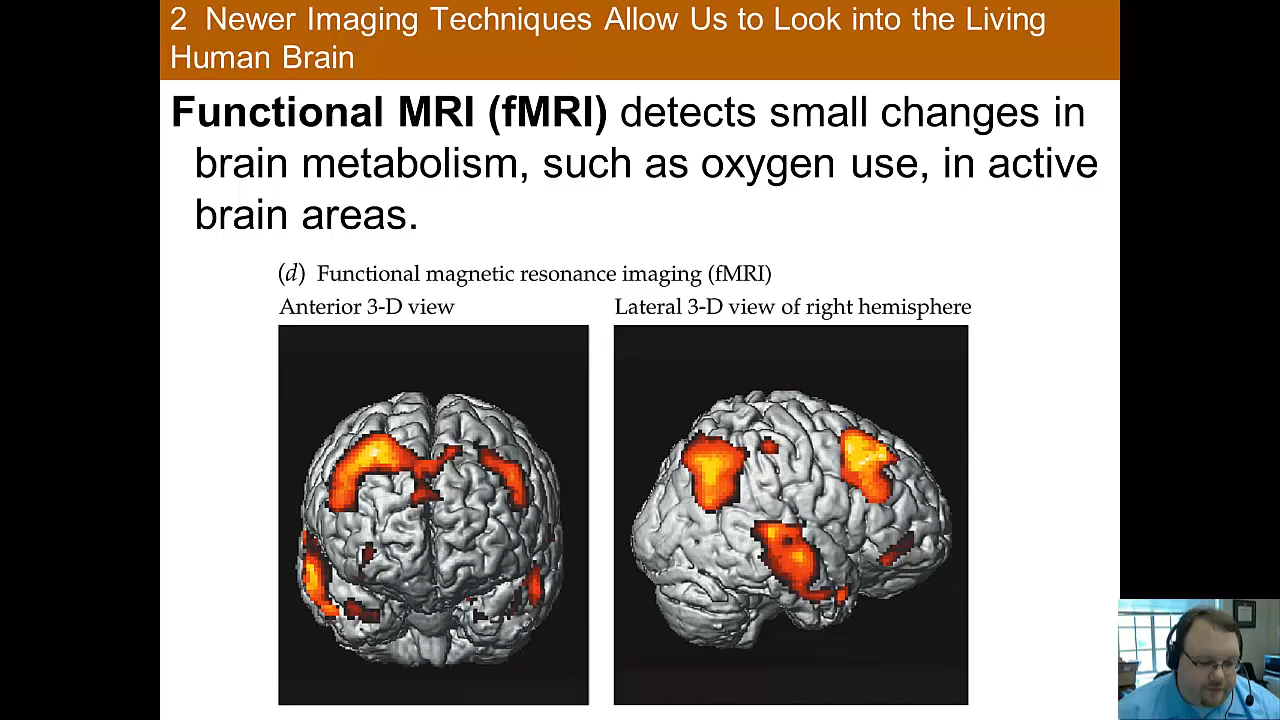 2  Newer Imaging Techniques Allow Us to Look into the Living
Human Brain
Functional MRI (fMRI) detects small changes in
brain metabolism, such as oxygen use, in active
brain areas.
(d)  Functional magnetic resonance imaging (fMRI)
Anterior 3-D view
Lateral 3-D view of right hemisphere